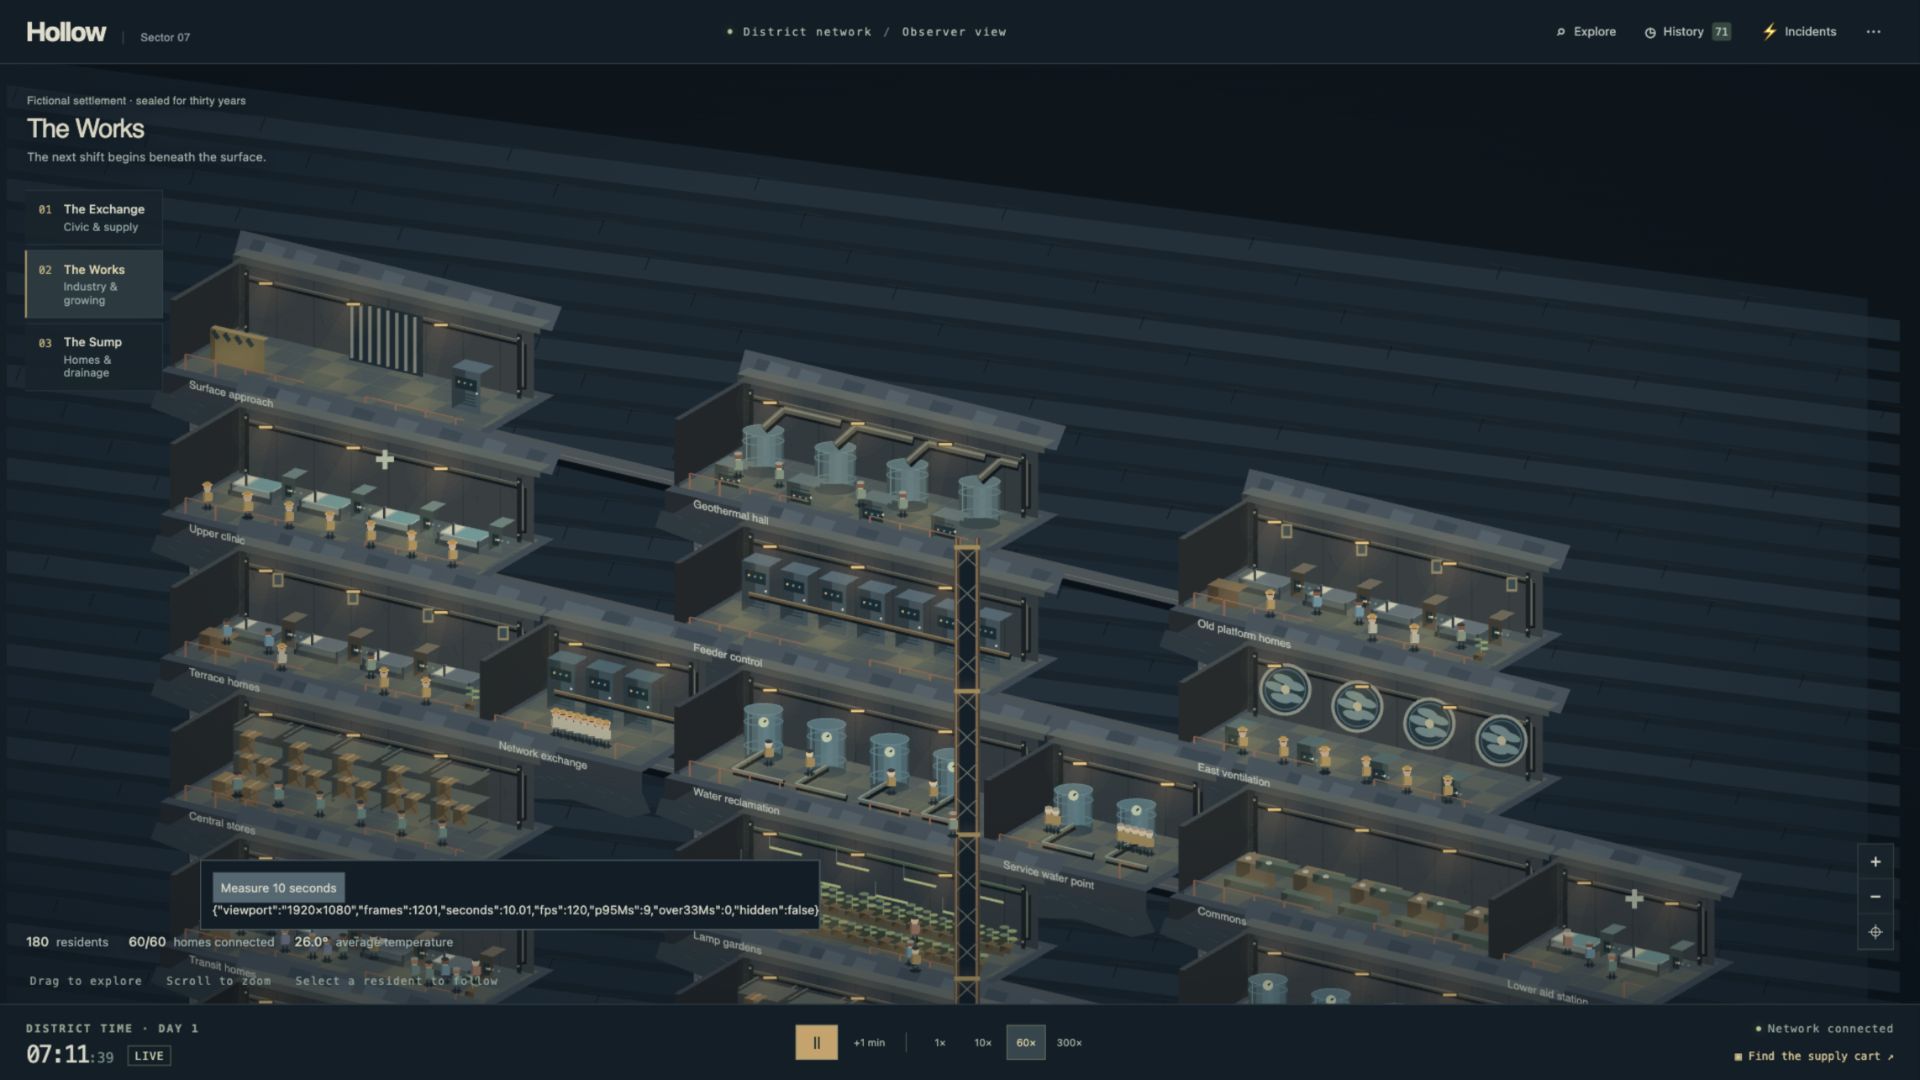 Hollow
Sector 07
District network / Observer view
Explore
History 71
Incidents
Fictional settlement · sealed for thirty years
The Works
The next shift begins beneath the surface.
01 The Exchange
Civic & supply
02 The Works
Industry &
growing
03 The Sump
Homes &
drainage
Surface approach
Upper clinic
Geothermal hall
Old platform homes
Terrace homes
Feeder control
Network exchange
East ventilation
Central stores
Water reclamation
Service water point
Commons
Measure 10 seconds
{"viewport":"1920×1080","frames":1201,"seconds":10.01,"fps":120,"p95Ms":9,"over33Ms":0,"hidden":false}
180 residents 60/60 homes connected 26.0° average temperature
Lamp gardens
Transit homes
Lower aid station
Drag to explore Scroll to zoom Select a resident to follow
DISTRICT TIME · DAY 1
07:11:39 LIVE
+1 min 1× 10× 60× 300×
Network connected
Find the supply cart ↗